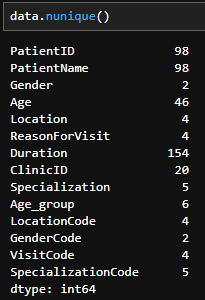 data.nunique()
PatientID 98
PatientName 98
Gender 2
Age 46
Location 4
ReasonForVisit 4
Duration 154
ClinicID 20
Specialization 5
Age_group 6
LocationCode 4
GenderCode 2
VisitCode 4
SpecializationCode 5
dtype: int64